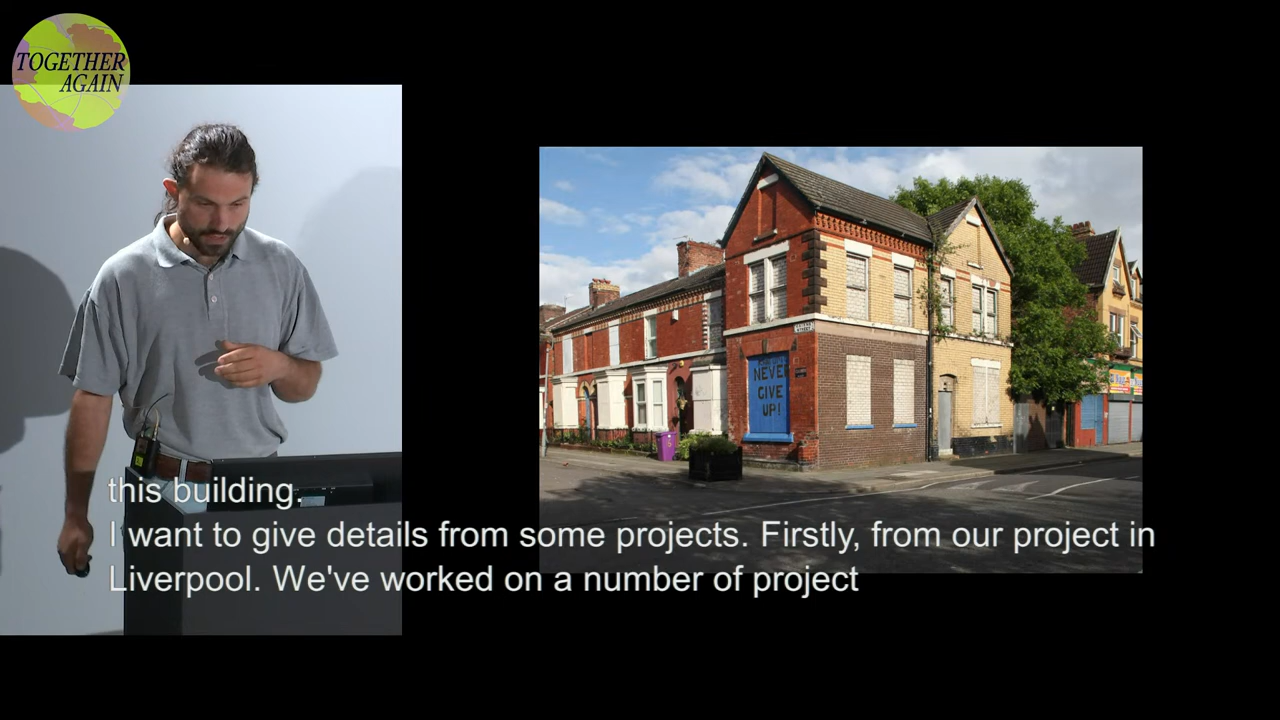 TOGETHER
AGAIN
NEVER
GIVE
UP!
this building.
I want to give details from some projects. Firstly, from our project in
Liverpool. We've worked on a number of project